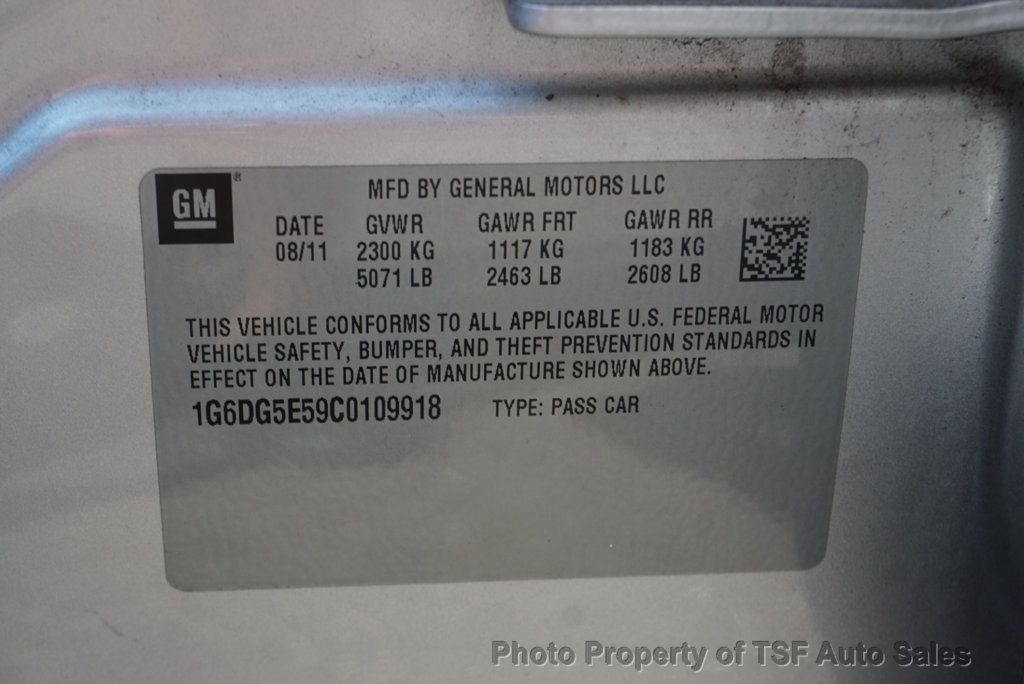 GM®
MFD BY GENERAL MOTORS LLC
DATE GVWR GAWR FRT GAWR RR
08/11 2300 KG 1117 KG 1183 KG
5071 LB 2463 LB 2608 LB
THIS VEHICLE CONFORMS TO ALL APPLICABLE U.S. FEDERAL MOTOR
VEHICLE SAFETY, BUMPER, AND THEFT PREVENTION STANDARDS IN
EFFECT ON THE DATE OF MANUFACTURE SHOWN ABOVE.
1G6DG5E59C0109918 TYPE: PASS CAR
Photo Property of TSF Auto Sales